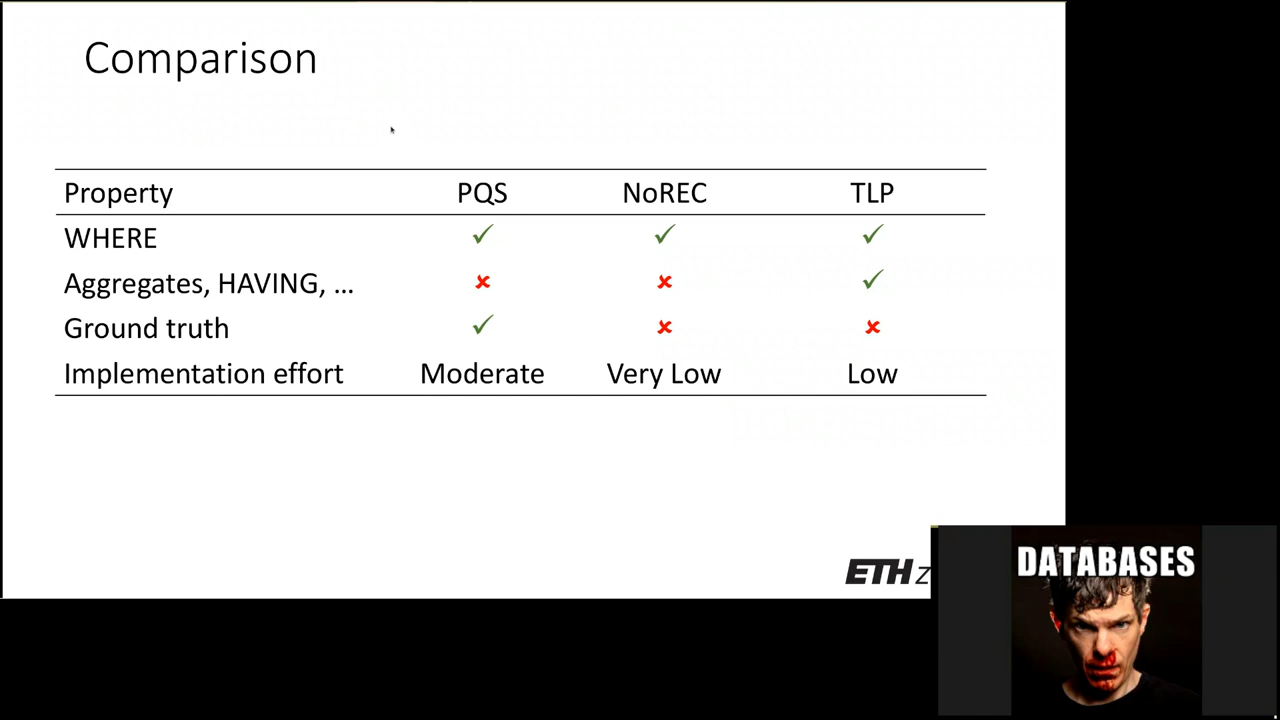 Comparison
Property PQS NoREC TLP
WHERE ✓ ✓ ✓
Aggregates, HAVING, ... ✗ ✗ ✓
Ground truth ✓ ✗ ✗
Implementation effort Moderate Very Low Low
ETH z
DATABASES